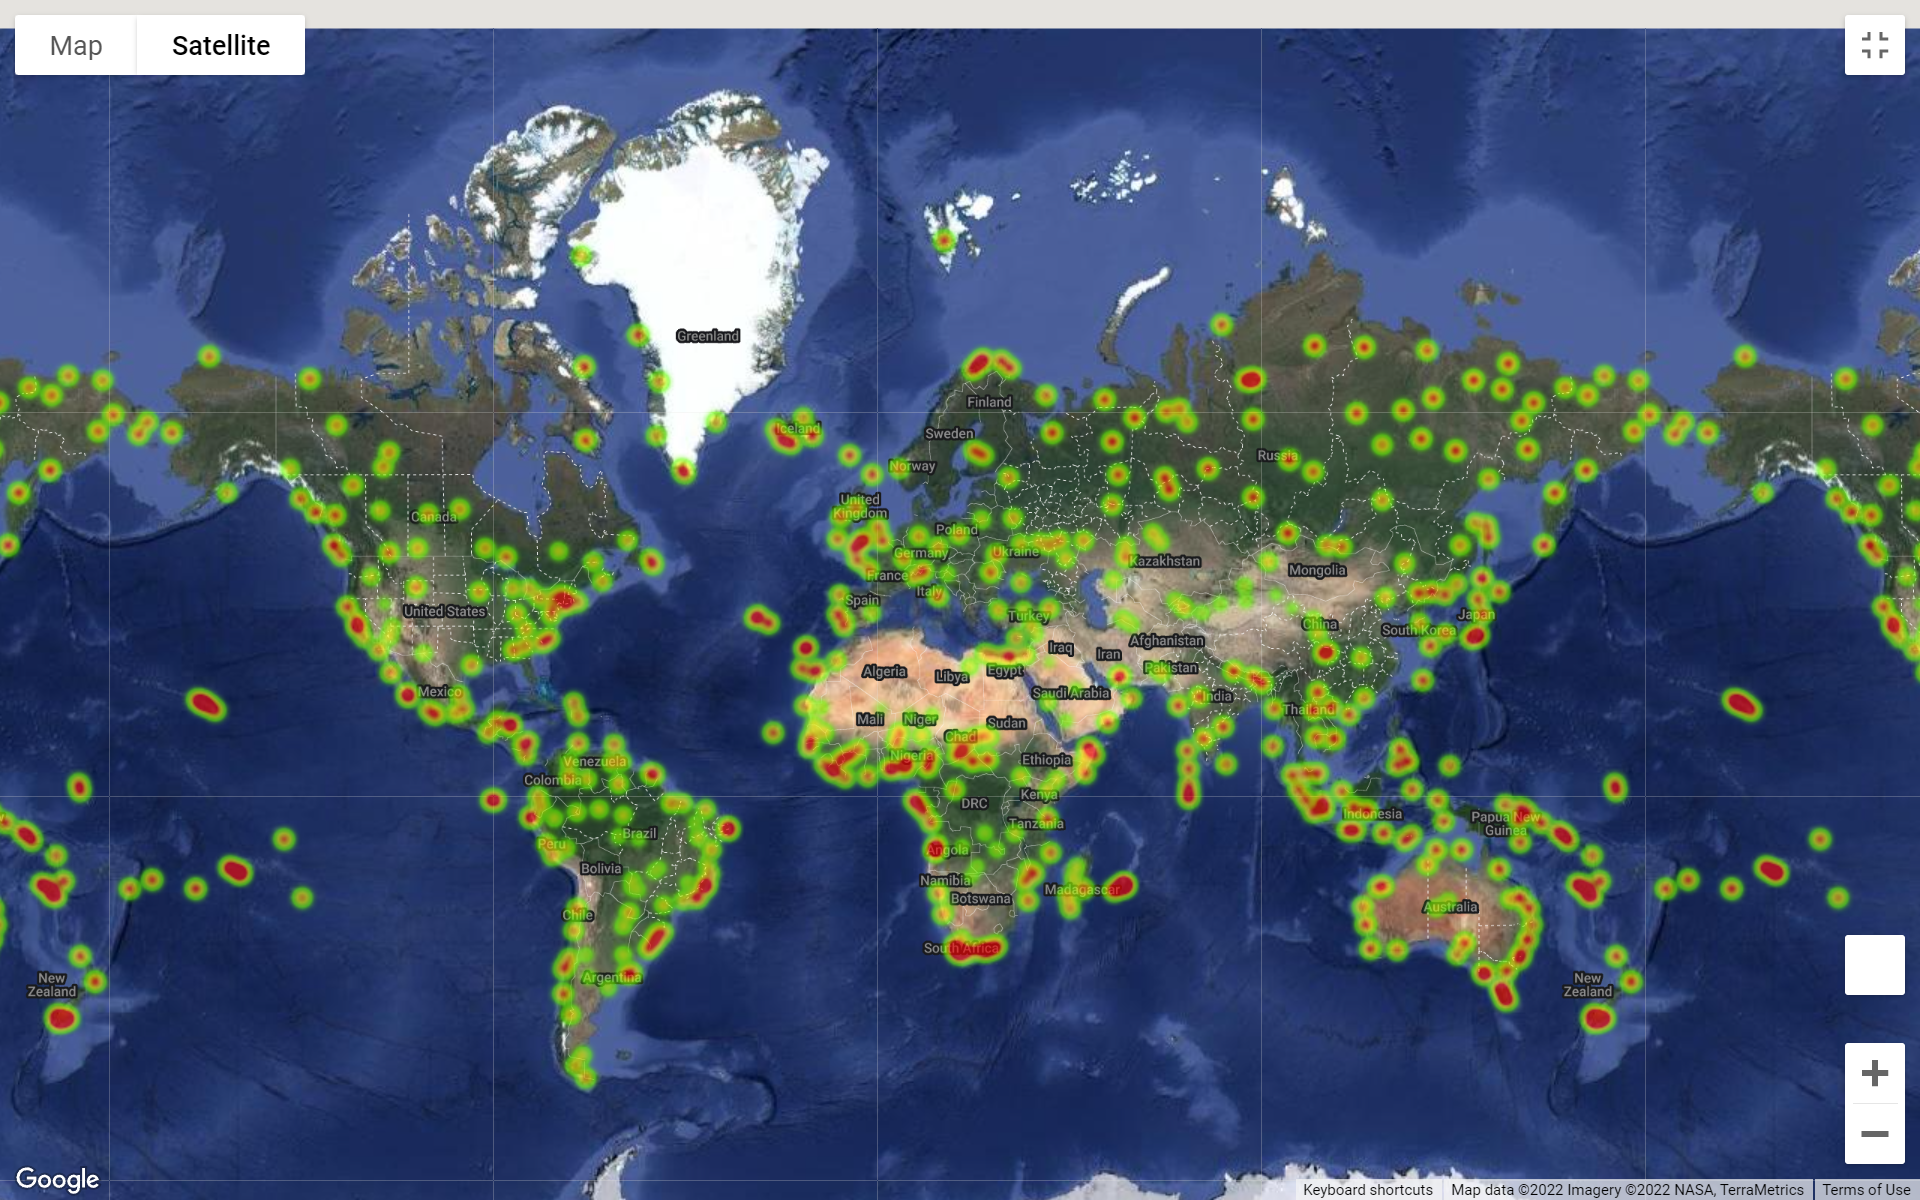 Map
Satellite
Greenland
Iceland
Finland
Sweden
Norway
Russia
United
Kingdom
Canada
Poland
Germany
Ukraine
Kazakhstan
France
Mongolia
Italy
Spain
United States
Turkey
Japan
China
South Korea
Afghanistan
Iraq
Iran
Algeria
Libya
Egypt
Pakistan
Mexico
Saudi Arabia
India
Thailand
Mali
Niger
Sudan
Chad
Nigeria
Ethiopia
Venezuela
Colombia
Kenya
DRC
Indonesia
Papua New
Guinea
Tanzania
Brazil
Peru
Angola
Bolivia
Namibia
Madagascar
Botswana
Australia
Chile
South Africa
Argentina
New
Zealand
New
Zealand
Google
Keyboard shortcuts
Map data ©2022 Imagery ©2022 NASA, TerraMetrics
Terms of Use